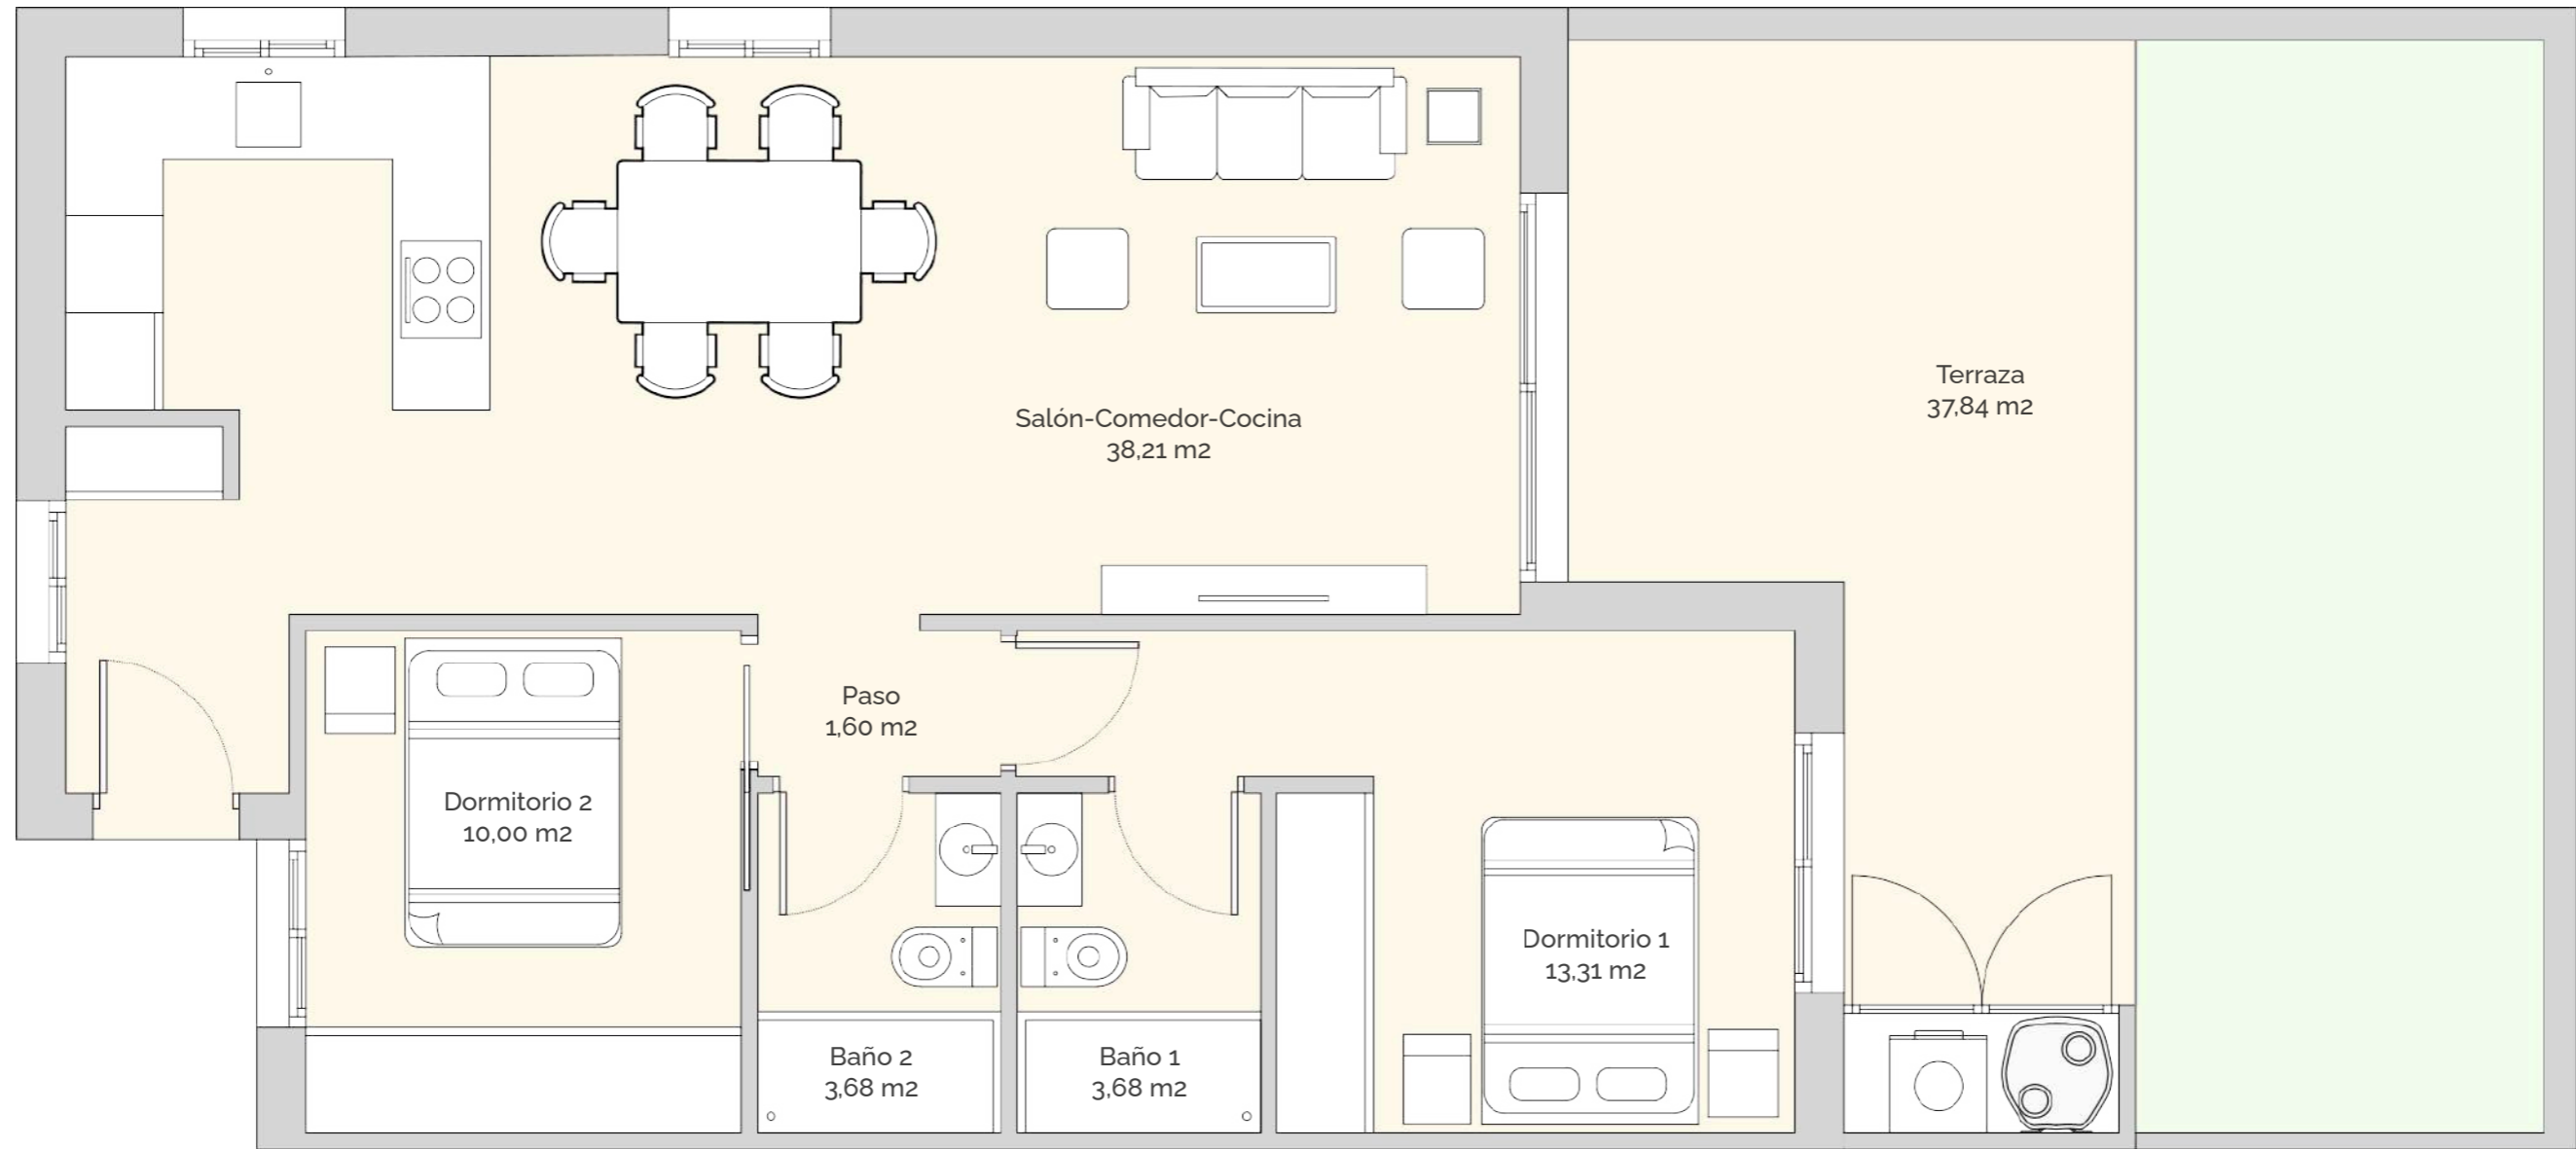 Terraza
37,84 m2
Salón-Comedor-Cocina
38,21 m2
Paso
1,60 m2
Dormitorio 2
10,00 m2
Dormitorio 1
13,31 m2
Baño 2
3,68 m2
Baño 1
3,68 m2